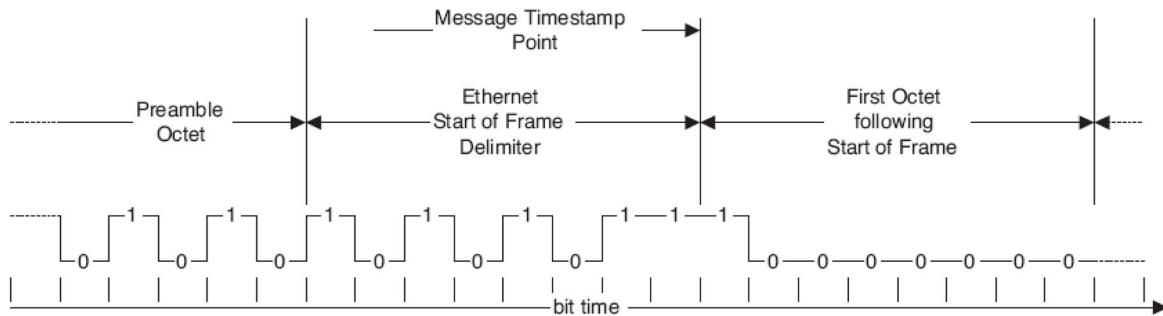 Message Timestamp
Point
Preamble
Octet
Ethernet
Start of Frame
Delimiter
First Octet
following
Start of Frame
1 1 1 1 1 1 1 1
0 0 0 0 0 0 0 0 0 0 0 0 0
bit time